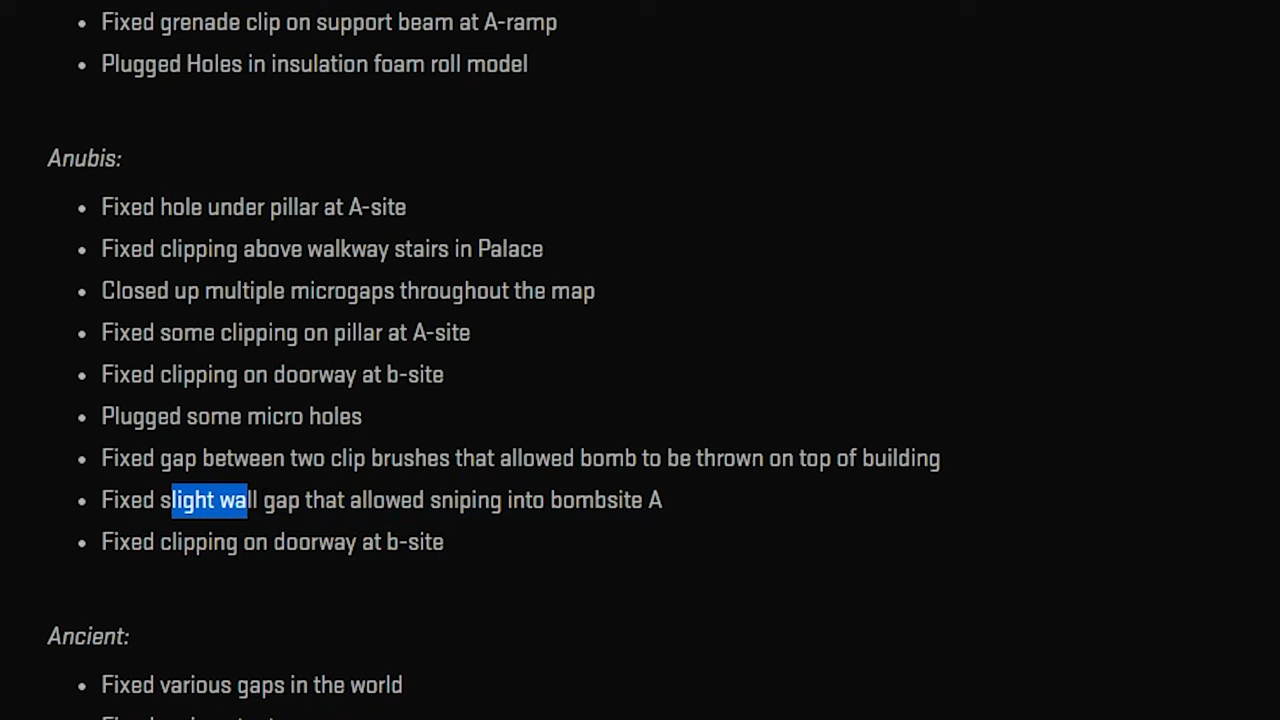 Fixed grenade clip on support beam at A-ramp
Plugged Holes in insulation foam roll model
Anubis:
Fixed hole under pillar at A-site
Fixed clipping above walkway stairs in Palace
Closed up multiple microgaps throughout the map
Fixed some clipping on pillar at A-site
Fixed clipping on doorway at b-site
Plugged some micro holes
Fixed gap between two clip brushes that allowed bomb to be thrown on top of building
Fixed slight wall gap that allowed sniping into bombsite A
Fixed clipping on doorway at b-site
Ancient:
Fixed various gaps in the world